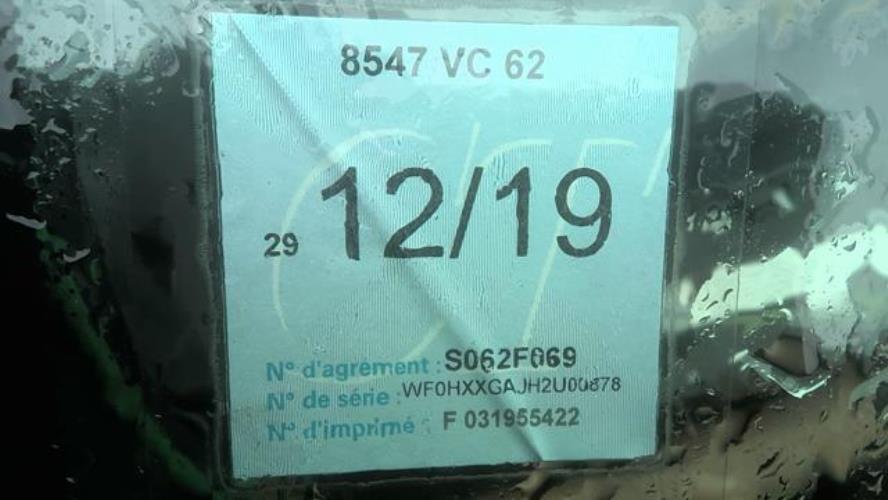 8547 VC 62
29 12/19
N° d'agrément : S062F069
N° de série : WF0HXXGAJH2U00878
N° d'imprimé : F 031955422